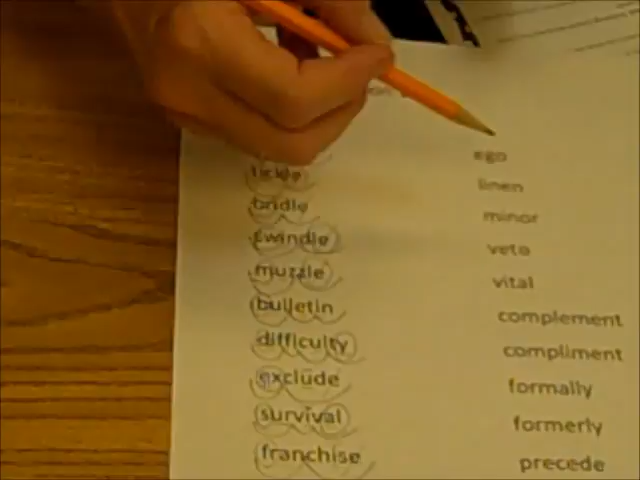 tickle ego
bridle linen
swindle minor
muzzle veto
bulletin vital
difficulty complement
exclude compliment
survival formally
franchise formerly
precede